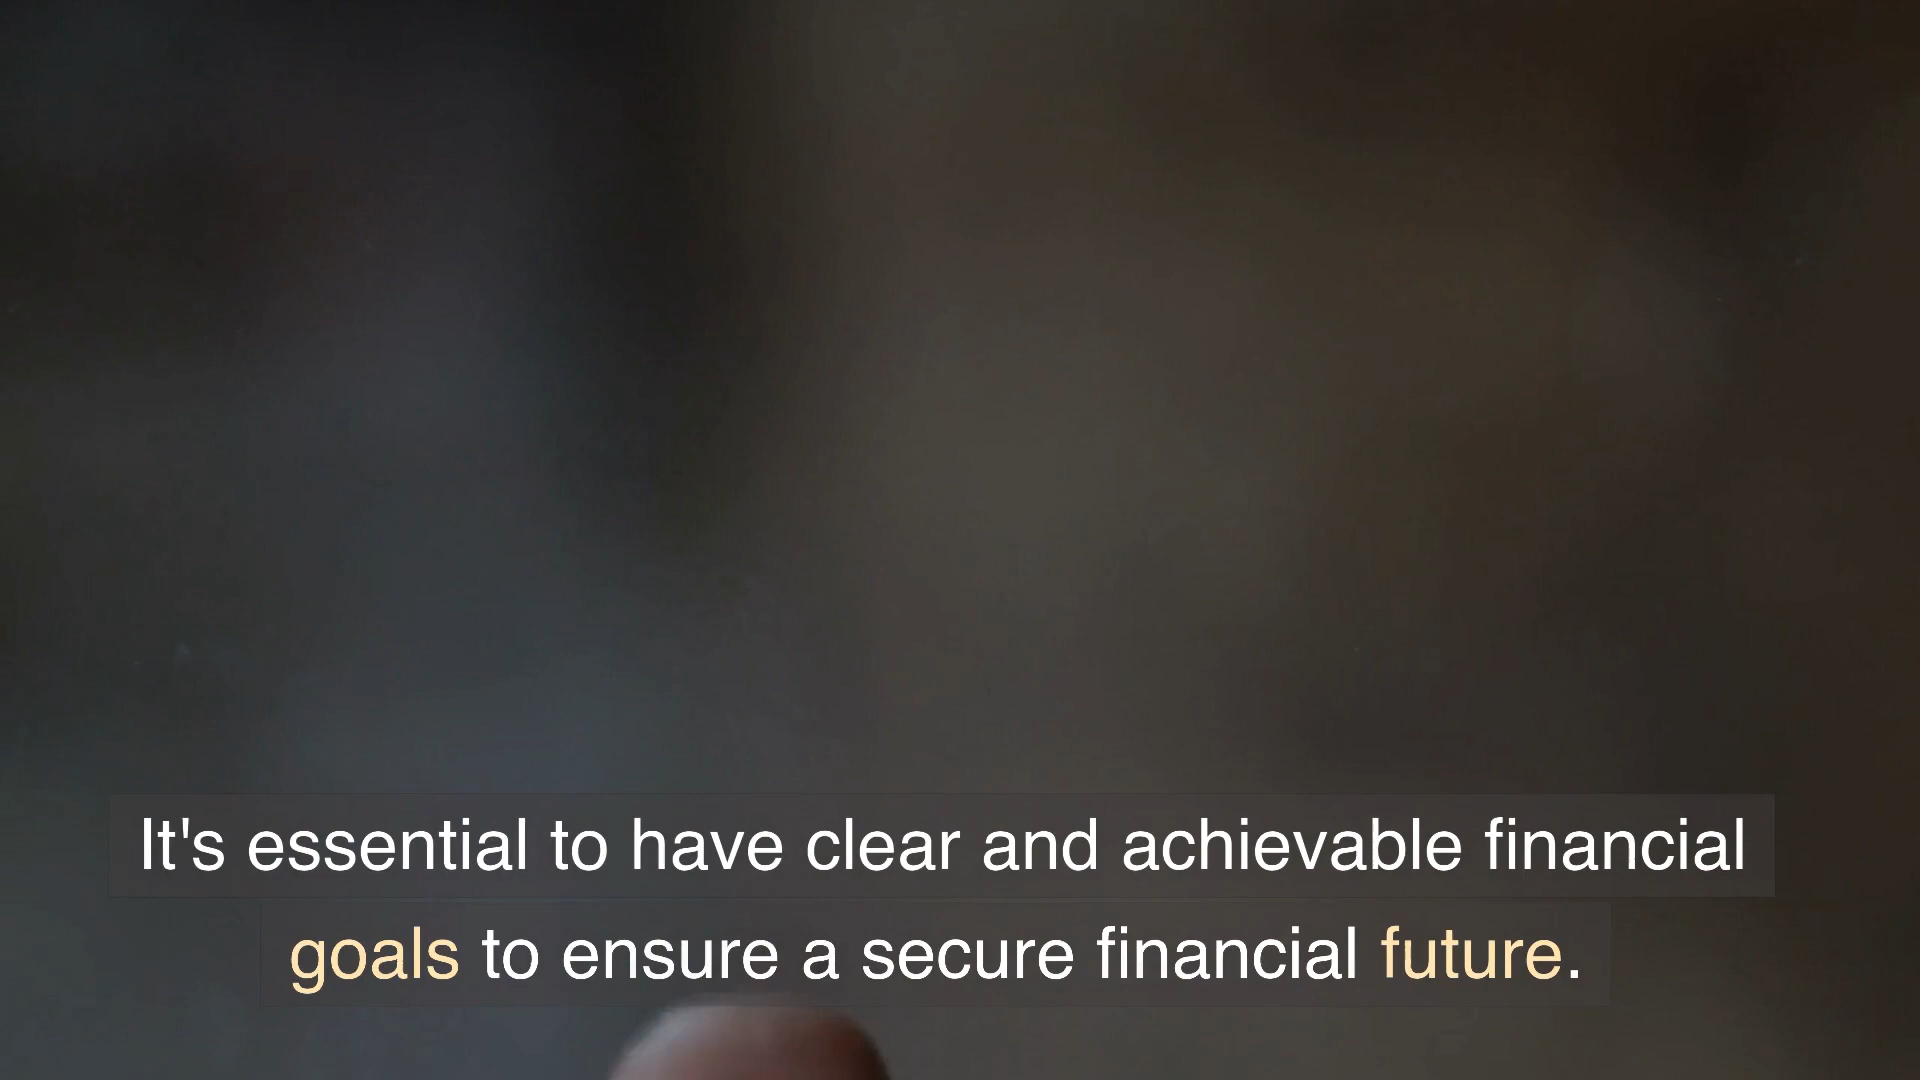 It's essential to have clear and achievable financial
goals to ensure a secure financial future.